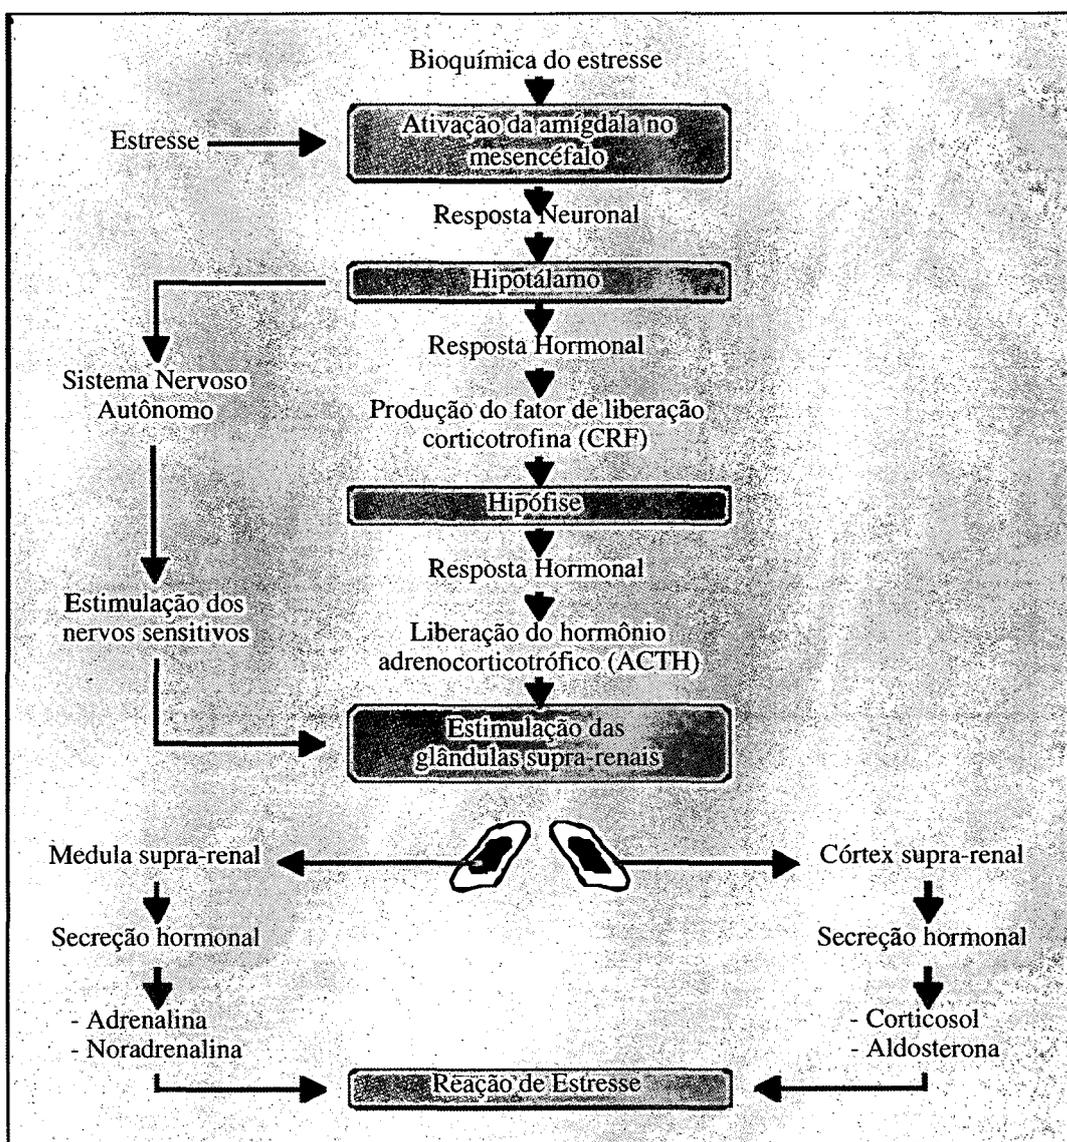 Bioquímica do estresse
Estresse
Ativação da amígdala no
mesencéfalo
Resposta Neuronal
Hipotálamo
Resposta Hormonal
Sistema Nervoso
Autônomo
Produção do fator de liberação
corticotrofina (CRF)
Hipófise
Resposta Hormonal
Estimulação dos
nervos sensitivos
Liberação do hormônio
adrenocorticotrófico (ACTH)
Estimulação das
glândulas supra-renais
Medula supra-renal
Córtex supra-renal
Secreção hormonal
Secreção hormonal
- Adrenalina
- Noradrenalina
- Corticosol
- Aldosterona
Reação de Estresse